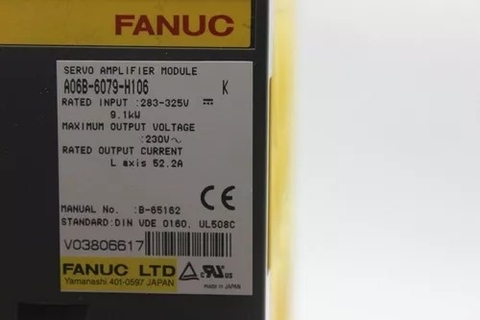 FANUC
SERVO AMPLIFIER MODULE
A06B-6079-H106 K
RATED INPUT :283-325V ⎓
9.1kW
MAXIMUM OUTPUT VOLTAGE
:230V~
RATED OUTPUT CURRENT
L axis 52.2A
CE
MANUAL No. :B-65162
STANDARD:DIN VDE 0160, UL508C
V03806617
FANUC LTD
Yamanashi 401-0597 JAPAN
made in JAPAN